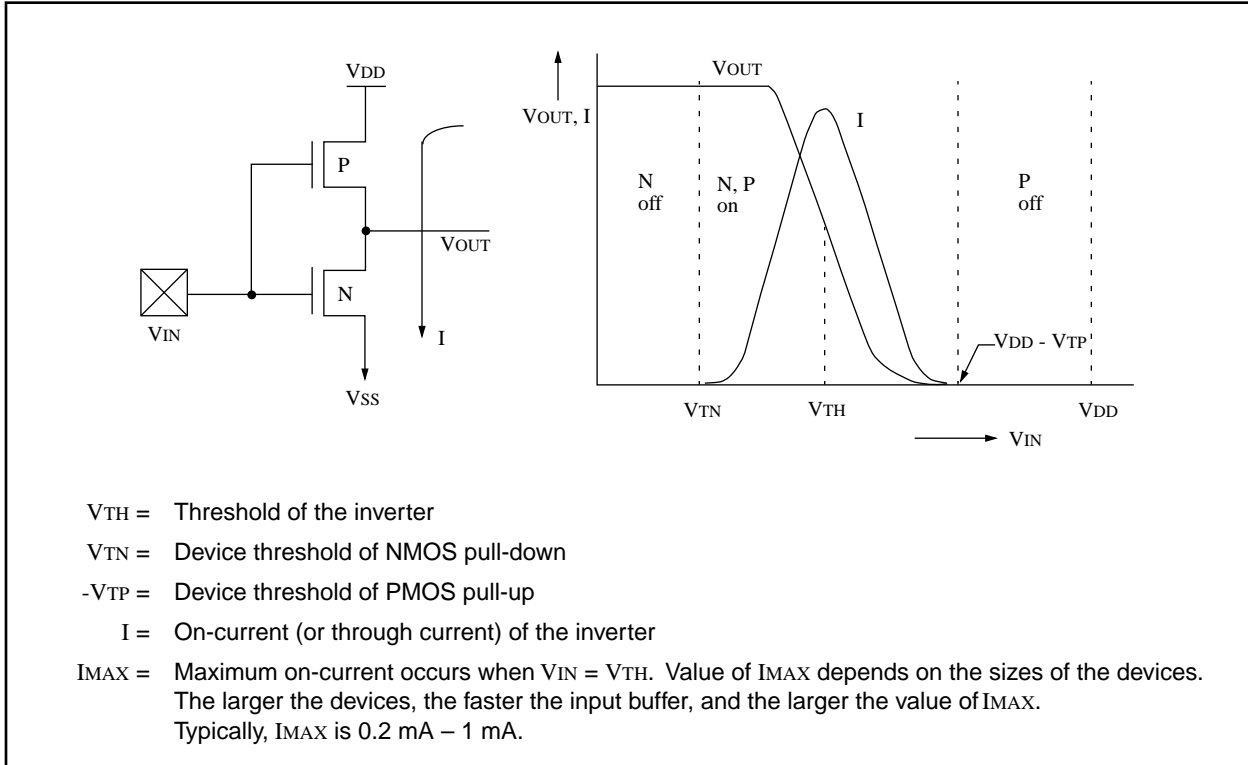 VDD
P
VOUT
N
VIN
I
VSS
VOUT
VOUT, I
I
N
off
N, P
on
P
off
VDD - VTP
VTN
VTH
VDD
VIN
VTH = Threshold of the inverter
VTN = Device threshold of NMOS pull-down
-VTP = Device threshold of PMOS pull-up
I = On-current (or through current) of the inverter
IMAX = Maximum on-current occurs when VIN = VTH. Value of IMAX depends on the sizes of the devices.
The larger the devices, the faster the input buffer, and the larger the value of IMAX.
Typically, IMAX is 0.2 mA – 1 mA.